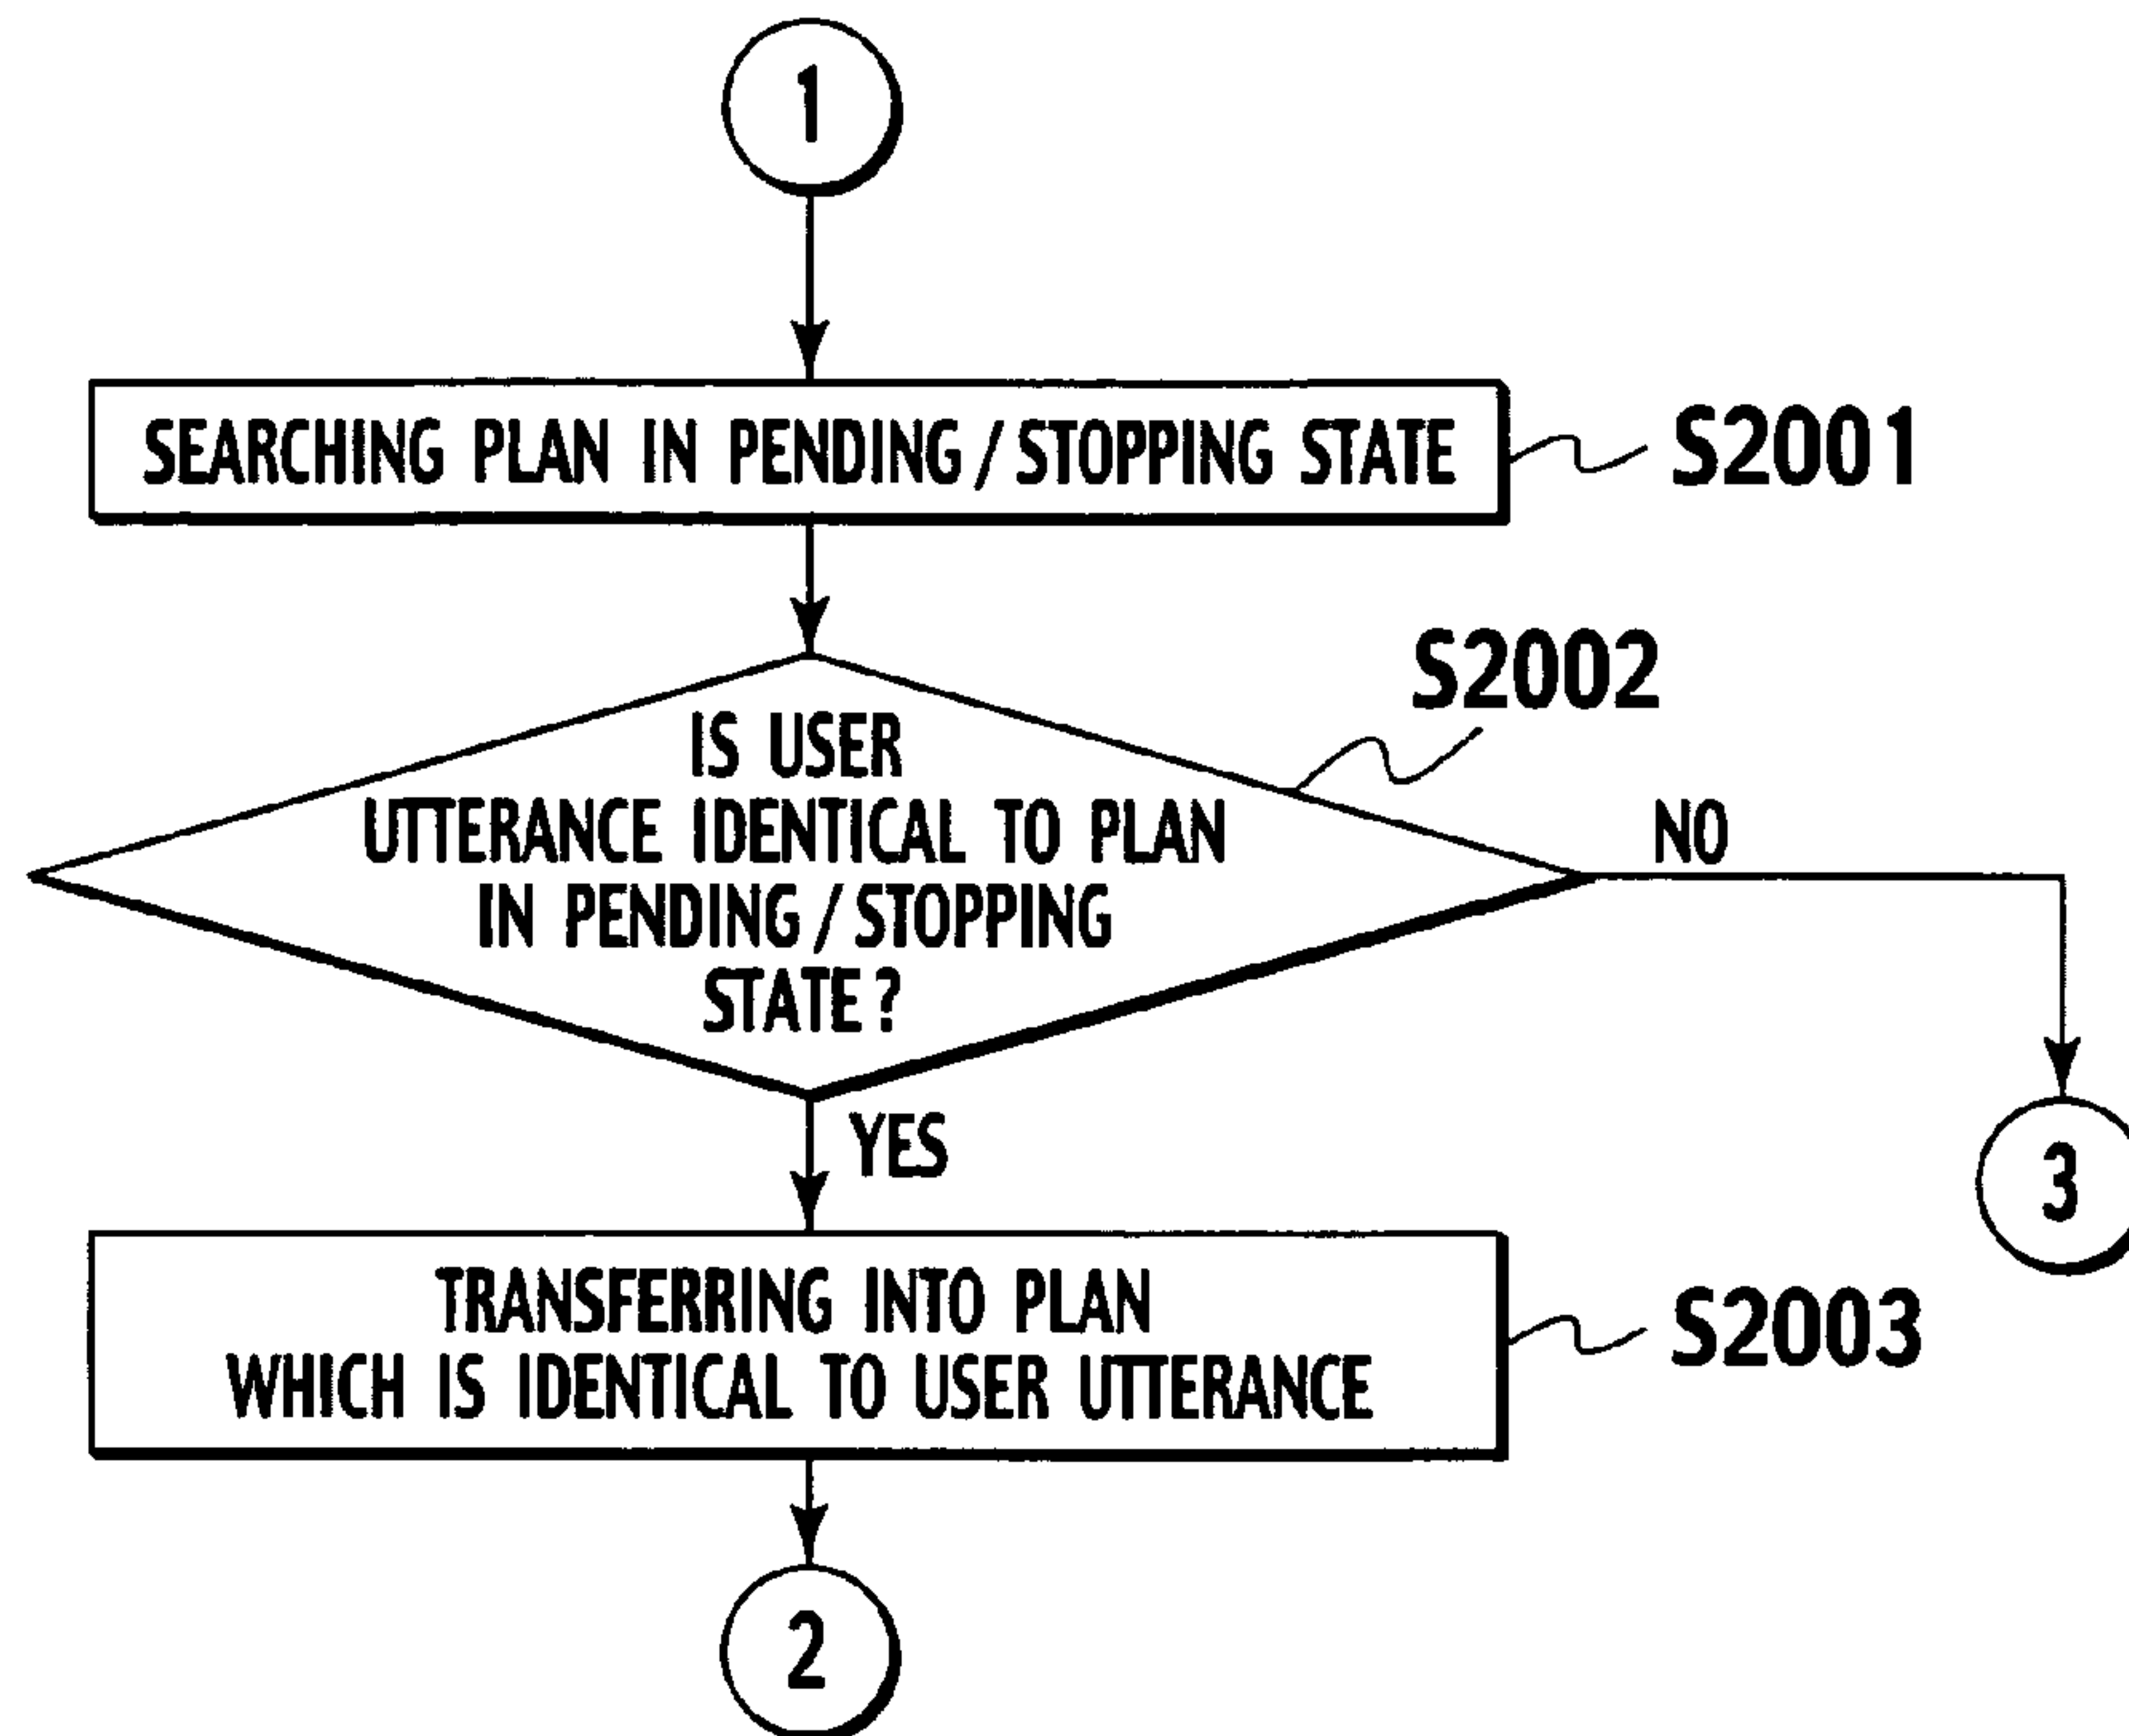 1
SEARCHING PLAN IN PENDING/STOPPING STATE
S2001
S2002
IS USER
UTTERANCE IDENTICAL TO PLAN
IN PENDING/STOPPING
STATE?
NO
YES
3
TRANSFERRING INTO PLAN
WHICH IS IDENTICAL TO USER UTTERANCE
S2003
2